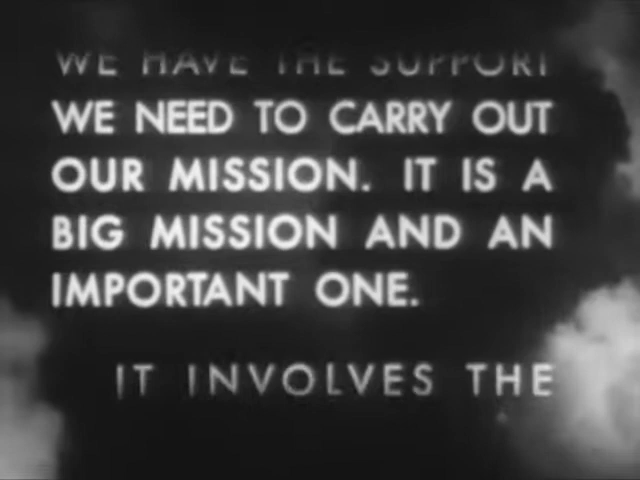 WE HAVE THE SUPPORT
WE NEED TO CARRY OUT
OUR MISSION. IT IS A
BIG MISSION AND AN
IMPORTANT ONE.
IT INVOLVES THE